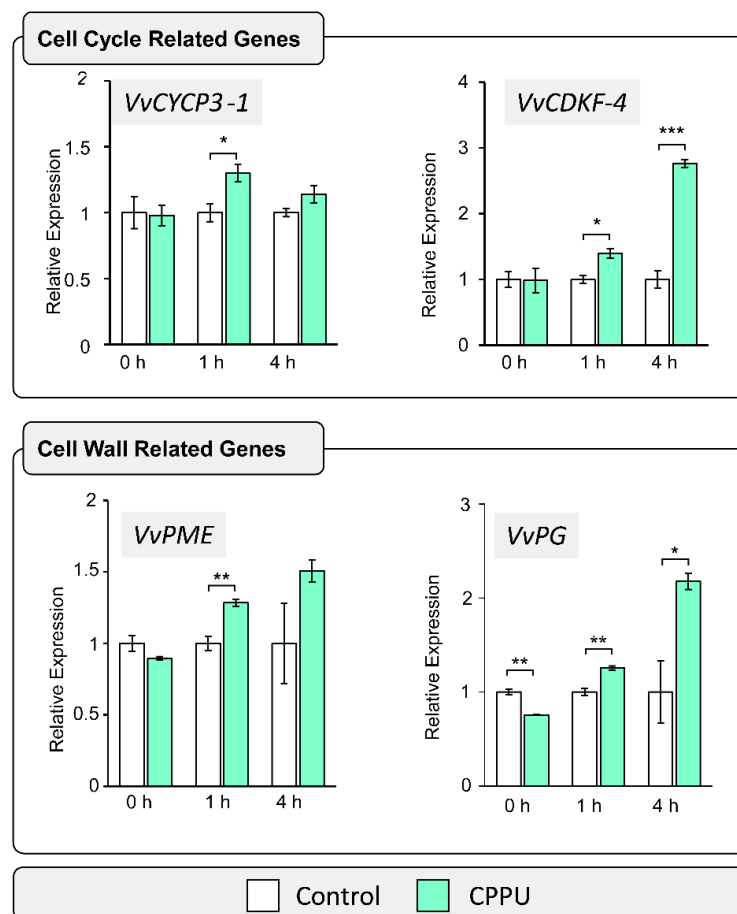 Cell Cycle Related Genes
VvCYCP3-1
Relative Expression
2
1.5
1
0.5
0
*
0 h
1 h
4 h
VvCDKF-4
Relative Expression
4
3
2
1
0
*
***
0 h
1 h
4 h
Cell Wall Related Genes
VvPME
Relative Expression
2
1.5
1
0.5
0
**
0 h
1 h
4 h
VvPG
Relative Expression
3
2
1
0
**
**
*
0 h
1 h
4 h
Control
CPPU